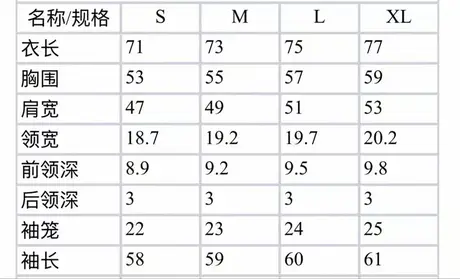 名称/规格 S M L XL
衣长 71 73 75 77
胸围 53 55 57 59
肩宽 47 49 51 53
领宽 18.7 19.2 19.7 20.2
前领深 8.9 9.2 9.5 9.8
后领深 3 3 3 3
袖笼 22 23 24 25
袖长 58 59 60 61